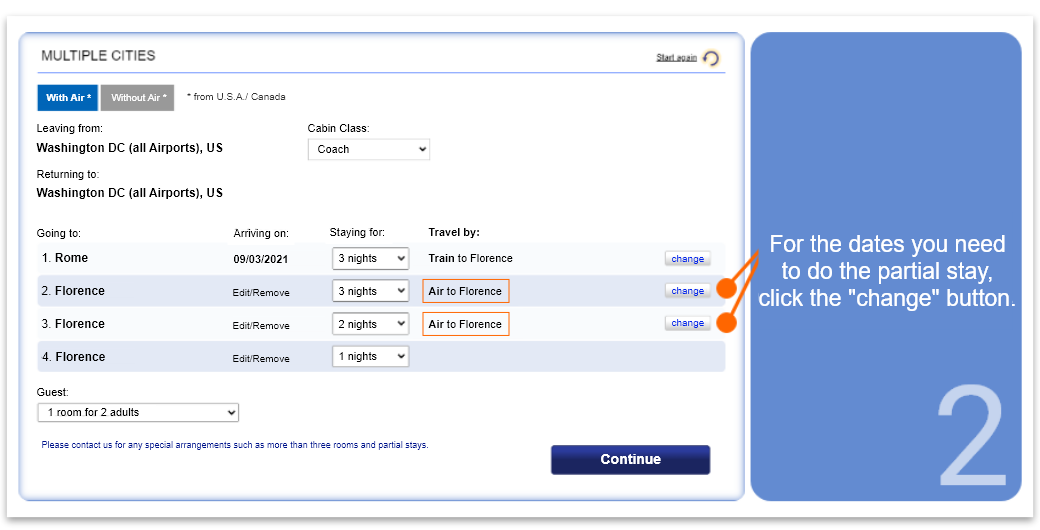 MULTIPLE CITIES
Start again
With Air *
Without Air *
* from U.S.A./ Canada
Leaving from:
Cabin Class:
Washington DC (all Airports), US
Coach
Returning to:
Washington DC (all Airports), US
Going to:
Arriving on:
Staying for:
Travel by:
1. Rome
09/03/2021
3 nights
Train to Florence
change
2. Florence
Edit/Remove
3 nights
Air to Florence
change
3. Florence
Edit/Remove
2 nights
Air to Florence
change
4. Florence
Edit/Remove
1 nights
Guest:
1 room for 2 adults
Please contact us for any special arrangements such as more than three rooms and partial stays.
Continue
For the dates you need
to do the partial stay,
click the "change" button.
2